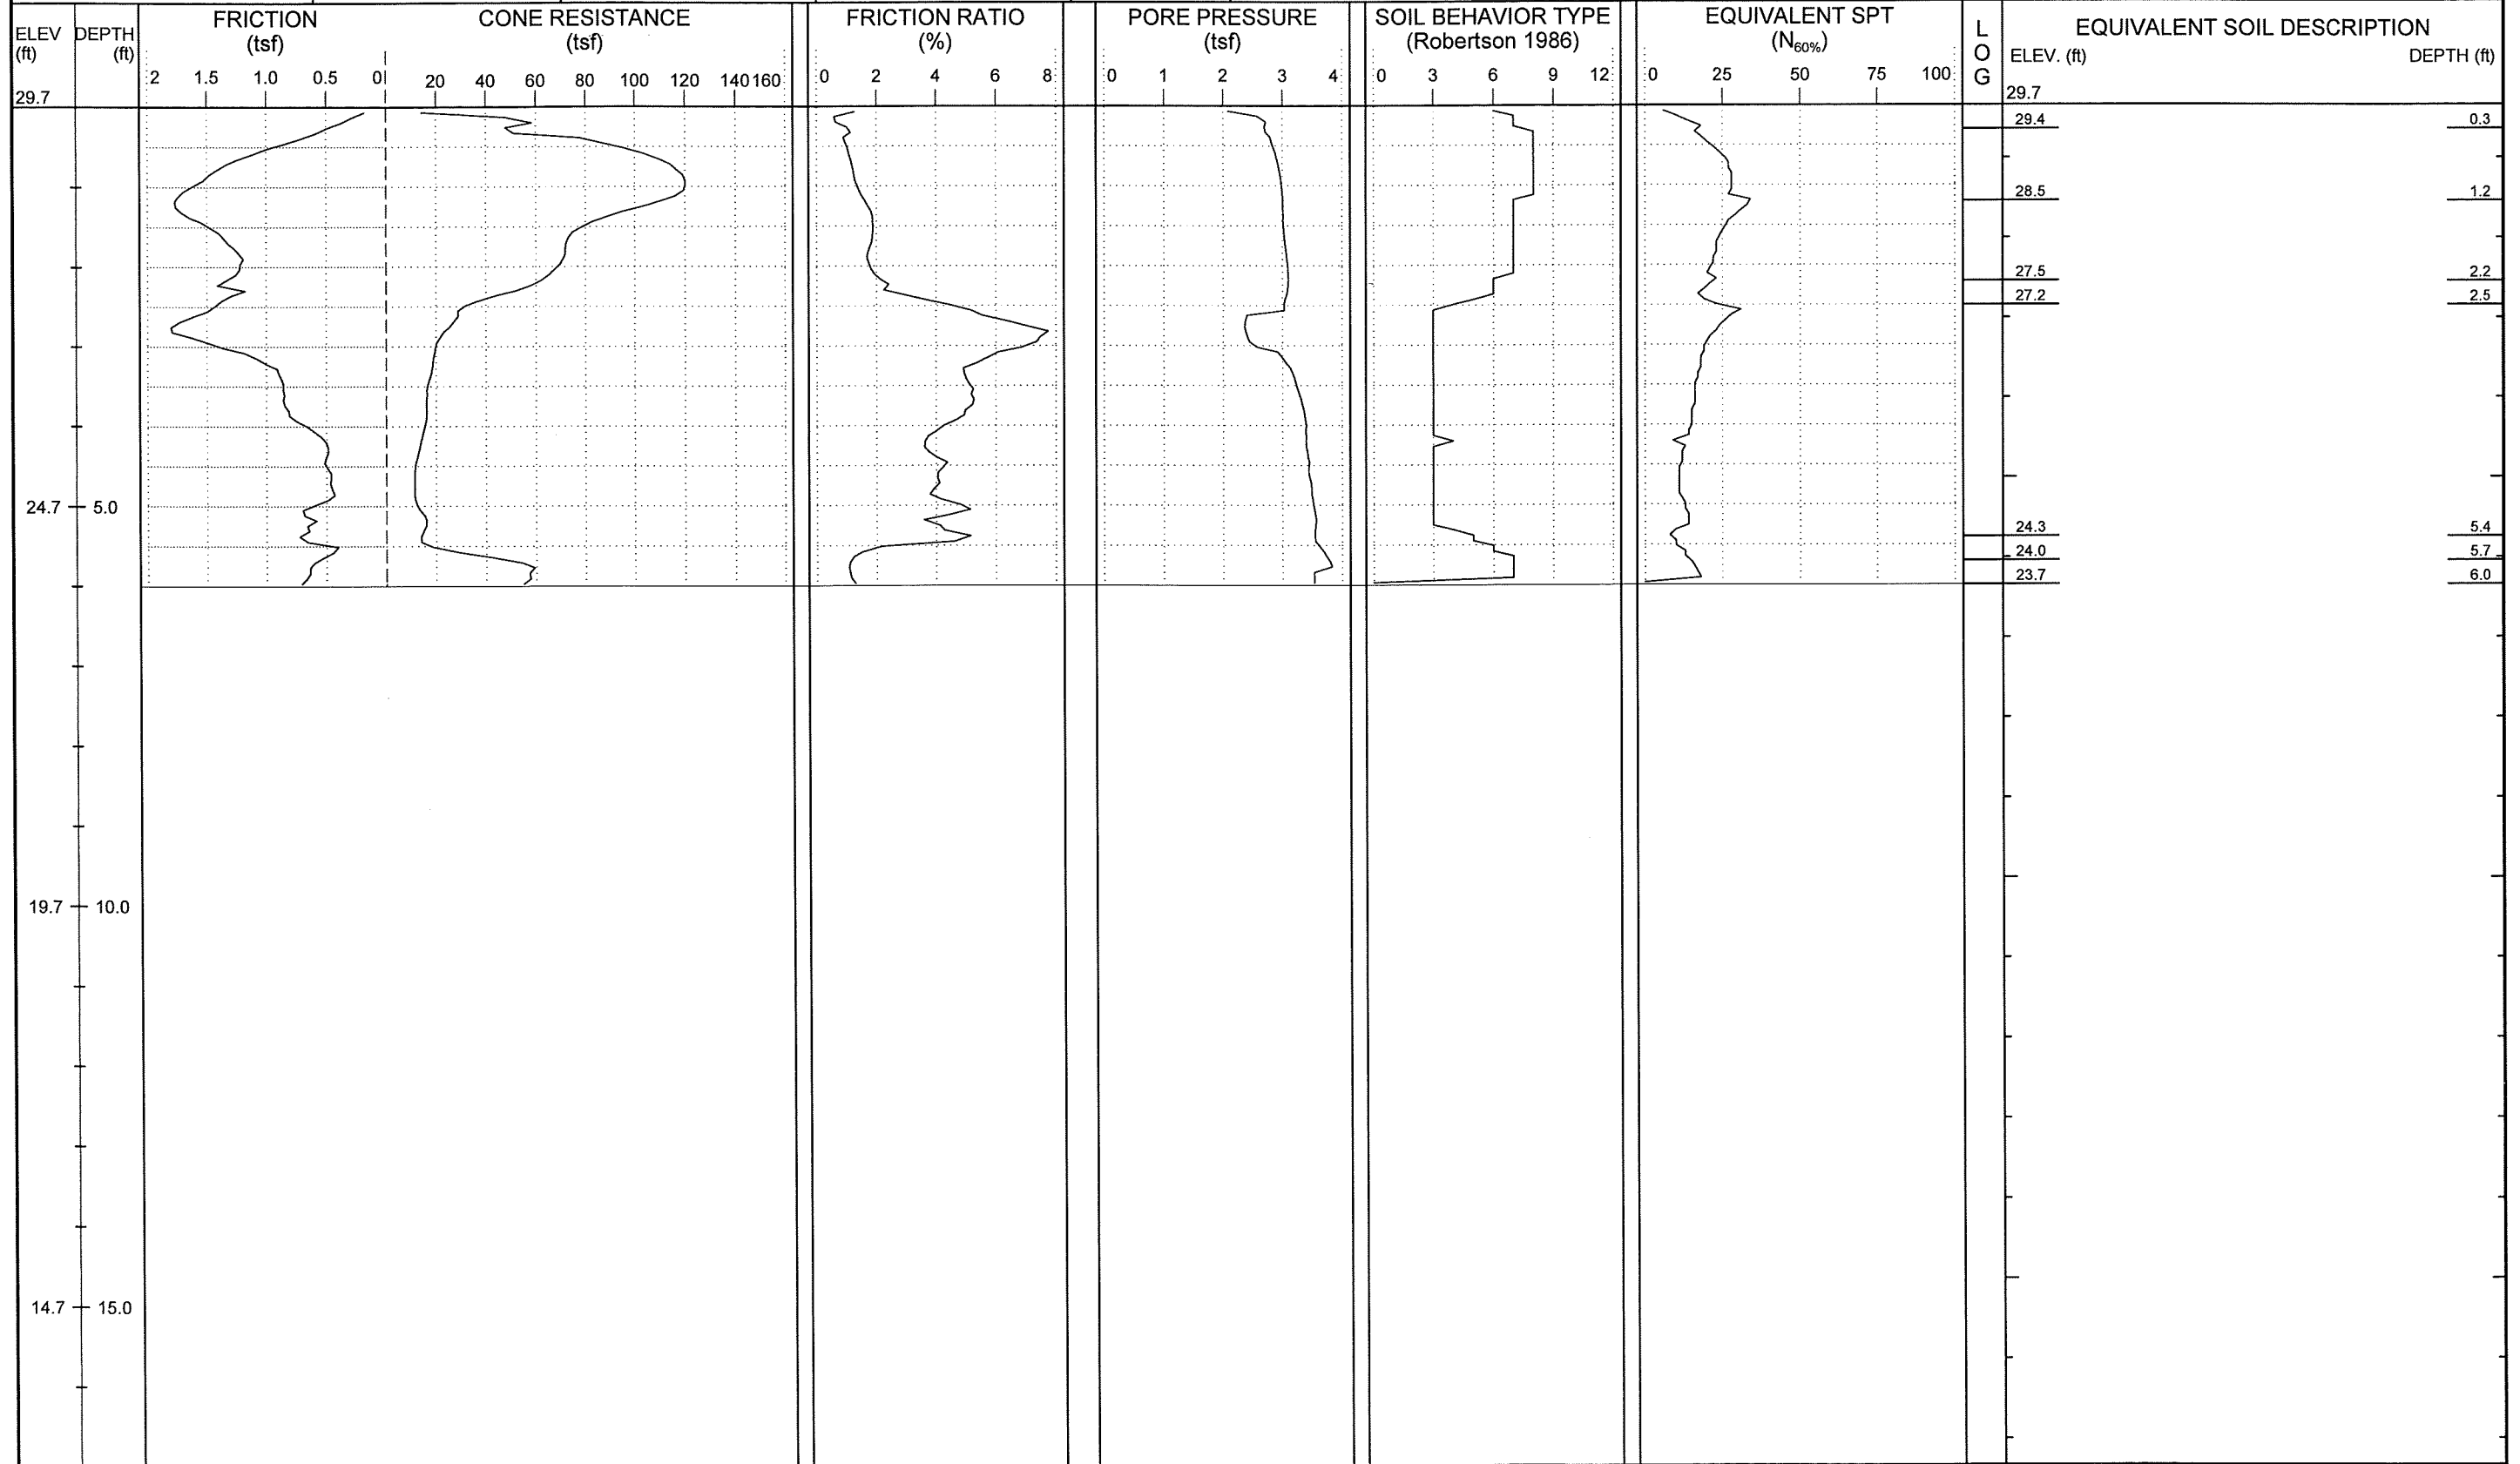 ELEV
(ft)
DEPTH
(ft)
FRICTION
(tsf)
CONE RESISTANCE
(tsf)
FRICTION RATIO
(%)
PORE PRESSURE
(tsf)
SOIL BEHAVIOR TYPE
(Robertson 1986)
EQUIVALENT SPT
(N60%)
L
O
G
EQUIVALENT SOIL DESCRIPTION
ELEV. (ft) DEPTH (ft)
2 1.5 1.0 0.5 0 20 40 60 80 100 120 140 160
0 2 4 6 8
0 1 2 3 4
0 3 6 9 12
0 25 50 75 100
29.7
29.7
29.4 0.3
28.5 1.2
27.5 2.2
27.2 2.5
24.7 5.0
24.3 5.4
24.0 5.7
23.7 6.0
19.7 10.0
14.7 15.0